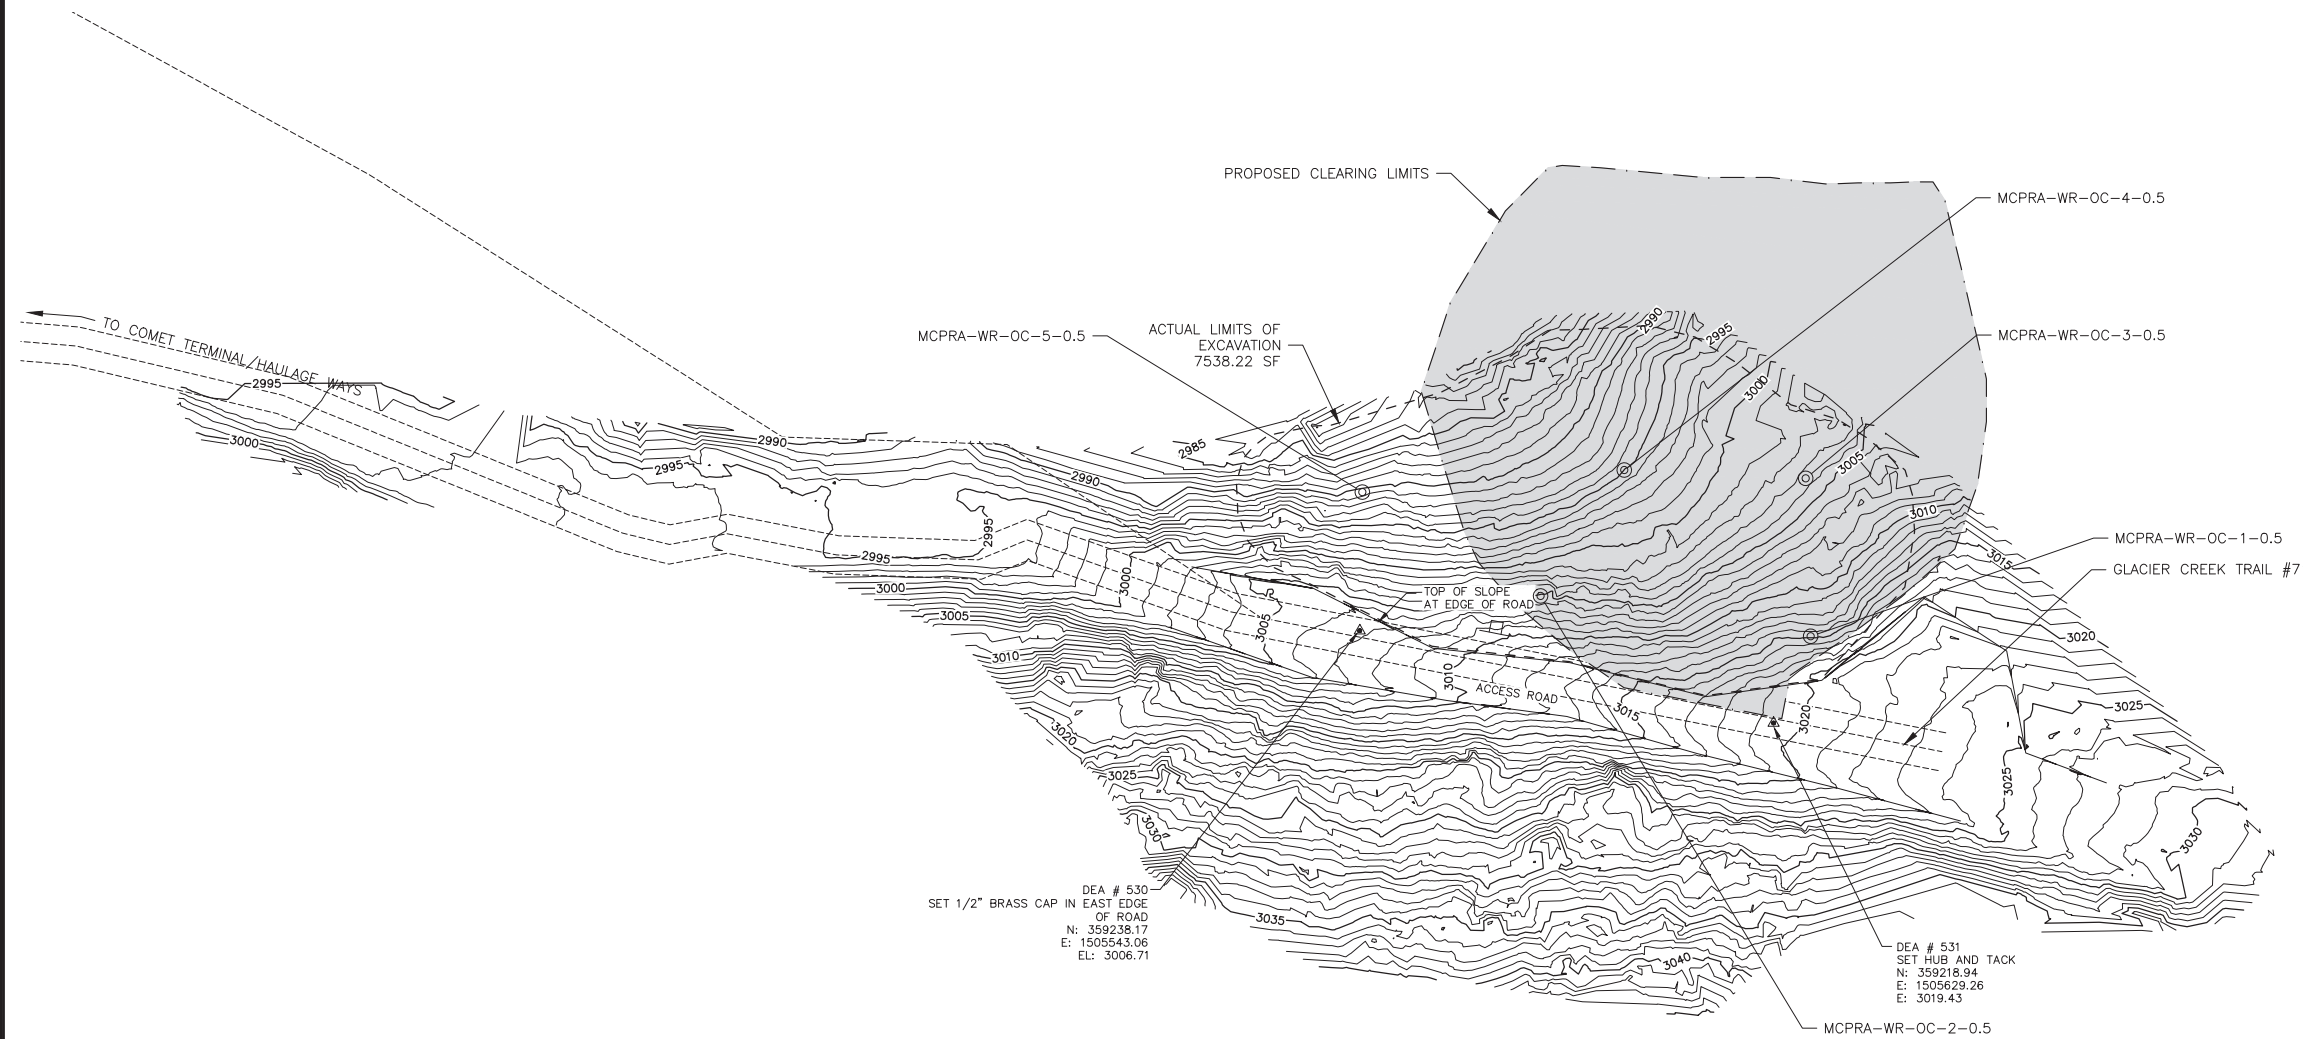 PROPOSED CLEARING LIMITS
MCPRA-WR-OC-4-0.5
TO COMET TERMINAL/HAULAGE WAYS
MCPRA-WR-OC-5-0.5
ACTUAL LIMITS OF
EXCAVATION
7538.22 SF
MCPRA-WR-OC-3-0.5
2990
2995
3000
2995
3000
2990
2995
2985
2990
3005
3010
MCPRA-WR-OC-1-0.5
GLACIER CREEK TRAIL #7
2995
2995
3000
3000
3015
TOP OF SLOPE
AT EDGE OF ROAD
3005
3005
3010
3020
3010
ACCESS ROAD
3015
3020
3025
3020
3025
3025
3030
3030
DEA # 530
SET 1/2" BRASS CAP IN EAST EDGE
OF ROAD
N: 359238.17
E: 1505543.06
EL: 3006.71
3035
3040
DEA # 531
SET HUB AND TACK
N: 359218.94
E: 1505629.26
E: 3019.43
MCPRA-WR-OC-2-0.5